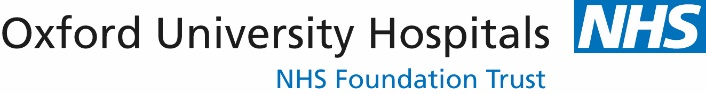 Oxford University Hospitals NHS
NHS Foundation Trust